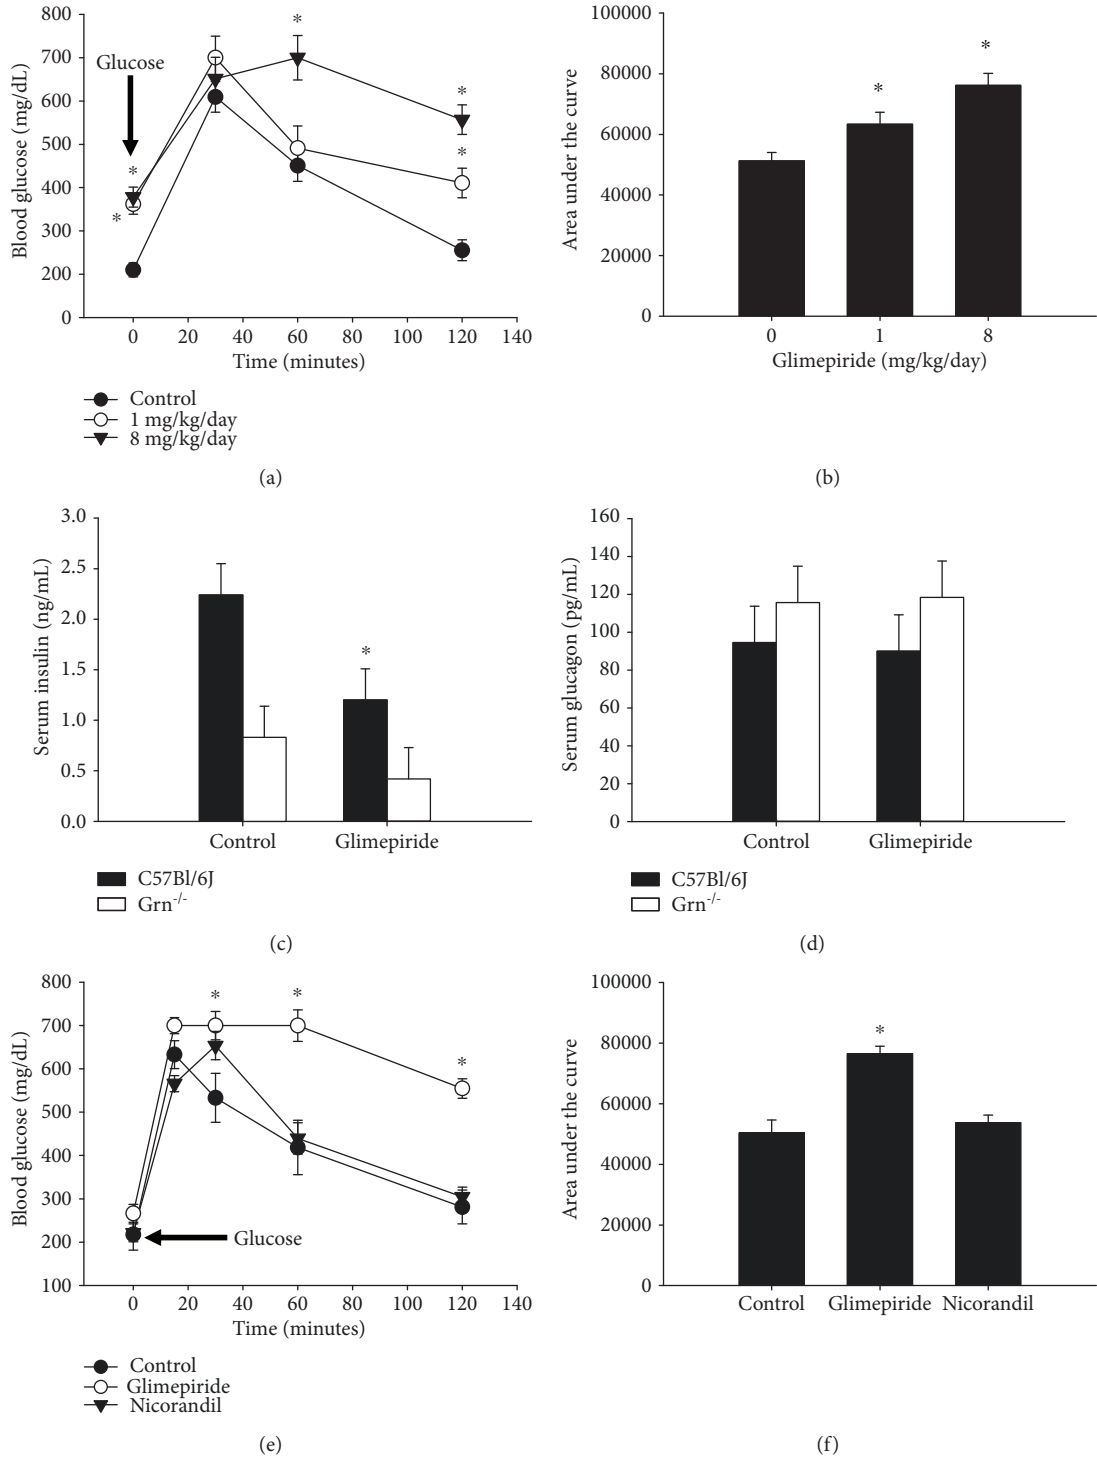 800
700
600
500
400
300
200
0
Blood glucose (mg/dL)
Glucose
*
*
*
*
*
0 20 40 60 80 100 120 140
Time (minutes)
Control
1 mg/kg/day
8 mg/kg/day
(a)
100000
80000
60000
40000
20000
0
Area under the curve
*
*
0 1 8
Glimepiride (mg/kg/day)
(b)
3.0
2.5
2.0
1.5
1.0
0.5
0.0
Serum insulin (ng/mL)
*
Control Glimepiride
C57Bl/6J
Grn-/-
(c)
160
140
120
100
80
60
40
20
0
Serum glucagon (pg/mL)
Control Glimepiride
C57Bl/6J
Grn-/-
(d)
800
700
600
500
400
300
200
100
Blood glucose (mg/dL)
*
*
*
Glucose
0 20 40 60 80 100 120 140
Time (minutes)
Control
Glimepiride
Nicorandil
(e)
100000
80000
60000
40000
20000
0
Area under the curve
*
Control Glimepiride Nicorandil
(f)